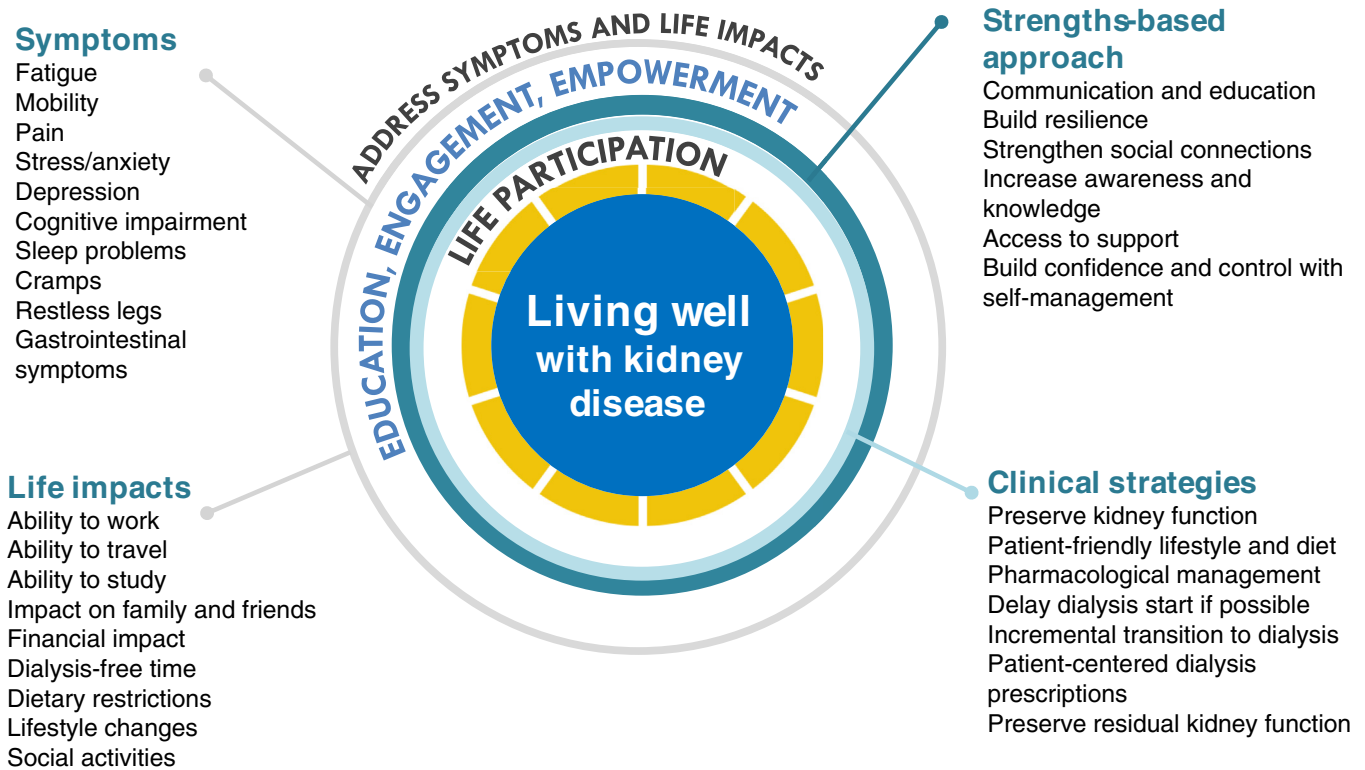 Symptoms
Fatigue
Mobility
Pain
Stress/anxiety
Depression
Cognitive impairment
Sleep problems
Cramps
Restless legs
Gastrointestinal
symptoms
Life impacts
Ability to work
Ability to travel
Ability to study
Impact on family and friends
Financial impact
Dialysis-free time
Dietary restrictions
Lifestyle changes
Social activities
ADDRESS SYMPTOMS AND LIFE IMPACTS
EDUCATION, ENGAGEMENT, EMPOWERMENT
LIFE PARTICIPATION
Living well
with kidney
disease
Strengths-based
approach
Communication and education
Build resilience
Strengthen social connections
Increase awareness and
knowledge
Access to support
Build confidence and control with
self-management
Clinical strategies
Preserve kidney function
Patient-friendly lifestyle and diet
Pharmacological management
Delay dialysis start if possible
Incremental transition to dialysis
Patient-centered dialysis
prescriptions
Preserve residual kidney function